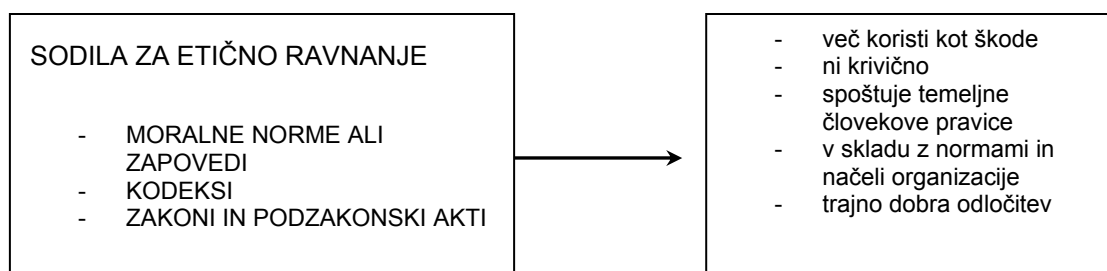 SODILA ZA ETIČNO RAVNANJE
- MORALNE NORME ALI
ZAPOVEDI
- KODEKSI
- ZAKONI IN PODZAKONSKI AKTI
- več koristi kot škode
- ni krivično
- spoštuje temeljne
človekove pravice
- v skladu z normami in
načeli organizacije
- trajno dobra odločitev